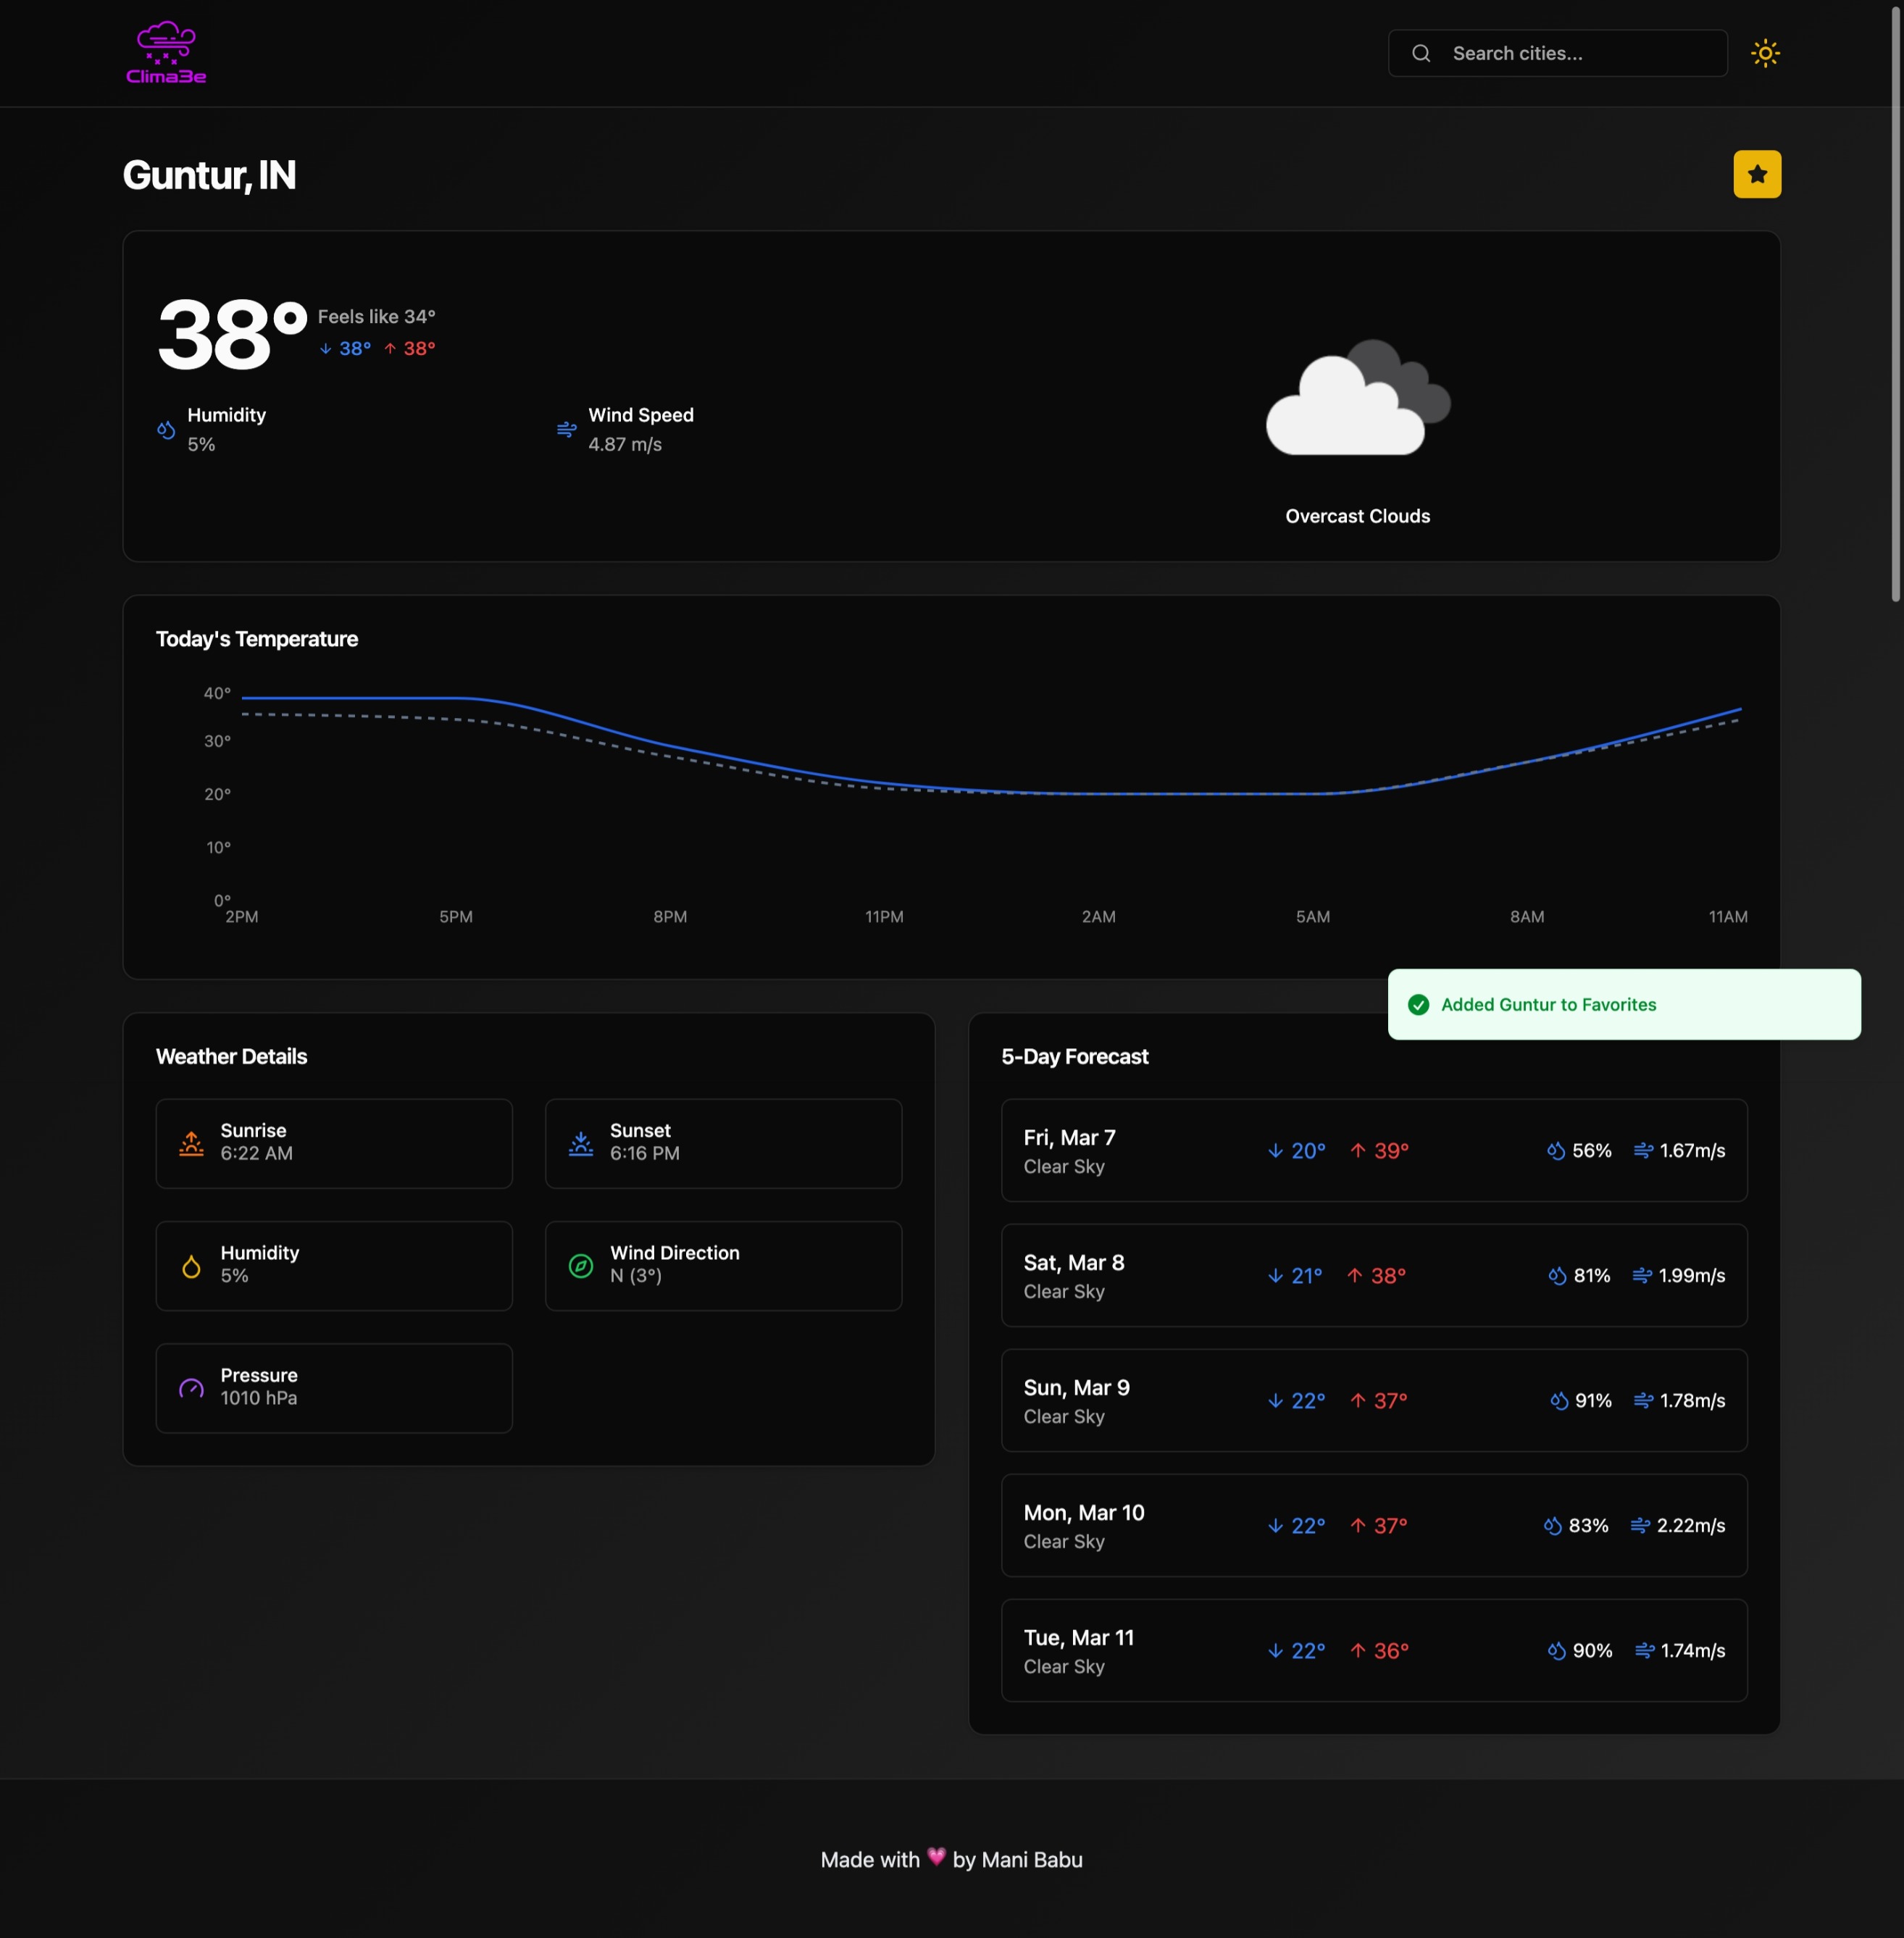 Clima3e
Search cities...
Guntur, IN
38°
Feels like 34°
38° 38°
Humidity
5%
Wind Speed
4.87 m/s
Overcast Clouds
Today's Temperature
40°
30°
20°
10°
0°
2PM 5PM 8PM 11PM 2AM 5AM 8AM 11AM
Added Guntur to Favorites
Weather Details
Sunrise
6:22 AM
Sunset
6:16 PM
Humidity
5%
Wind Direction
N (3°)
Pressure
1010 hPa
5-Day Forecast
Fri, Mar 7
Clear Sky
20° 39° 56% 1.67m/s
Sat, Mar 8
Clear Sky
21° 38° 81% 1.99m/s
Sun, Mar 9
Clear Sky
22° 37° 91% 1.78m/s
Mon, Mar 10
Clear Sky
22° 37° 83% 2.22m/s
Tue, Mar 11
Clear Sky
22° 36° 90% 1.74m/s
Made with 💗 by Mani Babu